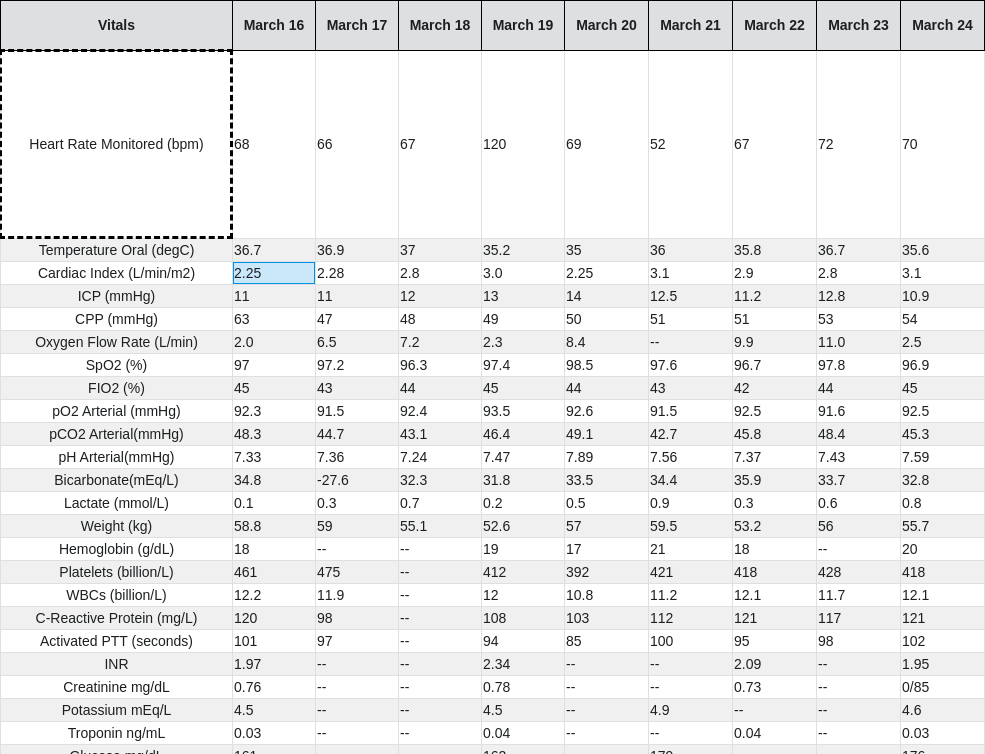 Vitals March 16 March 17 March 18 March 19 March 20 March 21 March 22 March 23 March 24
Heart Rate Monitored (bpm) 68 66 67 120 69 52 67 72 70
Temperature Oral (degC) 36.7 36.9 37 35.2 35 36 35.8 36.7 35.6
Cardiac Index (L/min/m2) 2.25 2.28 2.8 3.0 2.25 3.1 2.9 2.8 3.1
ICP (mmHg) 11 11 12 13 14 12.5 11.2 12.8 10.9
CPP (mmHg) 63 47 48 49 50 51 51 53 54
Oxygen Flow Rate (L/min) 2.0 6.5 7.2 2.3 8.4 -- 9.9 11.0 2.5
SpO2 (%) 97 97.2 96.3 97.4 98.5 97.6 96.7 97.8 96.9
FIO2 (%) 45 43 44 45 44 43 42 44 45
pO2 Arterial (mmHg) 92.3 91.5 92.4 93.5 92.6 91.5 92.5 91.6 92.5
pCO2 Arterial(mmHg) 48.3 44.7 43.1 46.4 49.1 42.7 45.8 48.4 45.3
pH Arterial(mmHg) 7.33 7.36 7.24 7.47 7.89 7.56 7.37 7.43 7.59
Bicarbonate(mEq/L) 34.8 -27.6 32.3 31.8 33.5 34.4 35.9 33.7 32.8
Lactate (mmol/L) 0.1 0.3 0.7 0.2 0.5 0.9 0.3 0.6 0.8
Weight (kg) 58.8 59 55.1 52.6 57 59.5 53.2 56 55.7
Hemoglobin (g/dL) 18 -- -- 19 17 21 18 -- 20
Platelets (billion/L) 461 475 -- 412 392 421 418 428 418
WBCs (billion/L) 12.2 11.9 -- 12 10.8 11.2 12.1 11.7 12.1
C-Reactive Protein (mg/L) 120 98 -- 108 103 112 121 117 121
Activated PTT (seconds) 101 97 -- 94 85 100 95 98 102
INR 1.97 -- -- 2.34 -- -- 2.09 -- 1.95
Creatinine mg/dL 0.76 -- -- 0.78 -- -- 0.73 -- 0/85
Potassium mEq/L 4.5 -- -- 4.5 -- 4.9 -- -- 4.6
Troponin ng/mL 0.03 -- -- 0.04 -- -- 0.04 -- 0.03
Glucose mg/dL 161